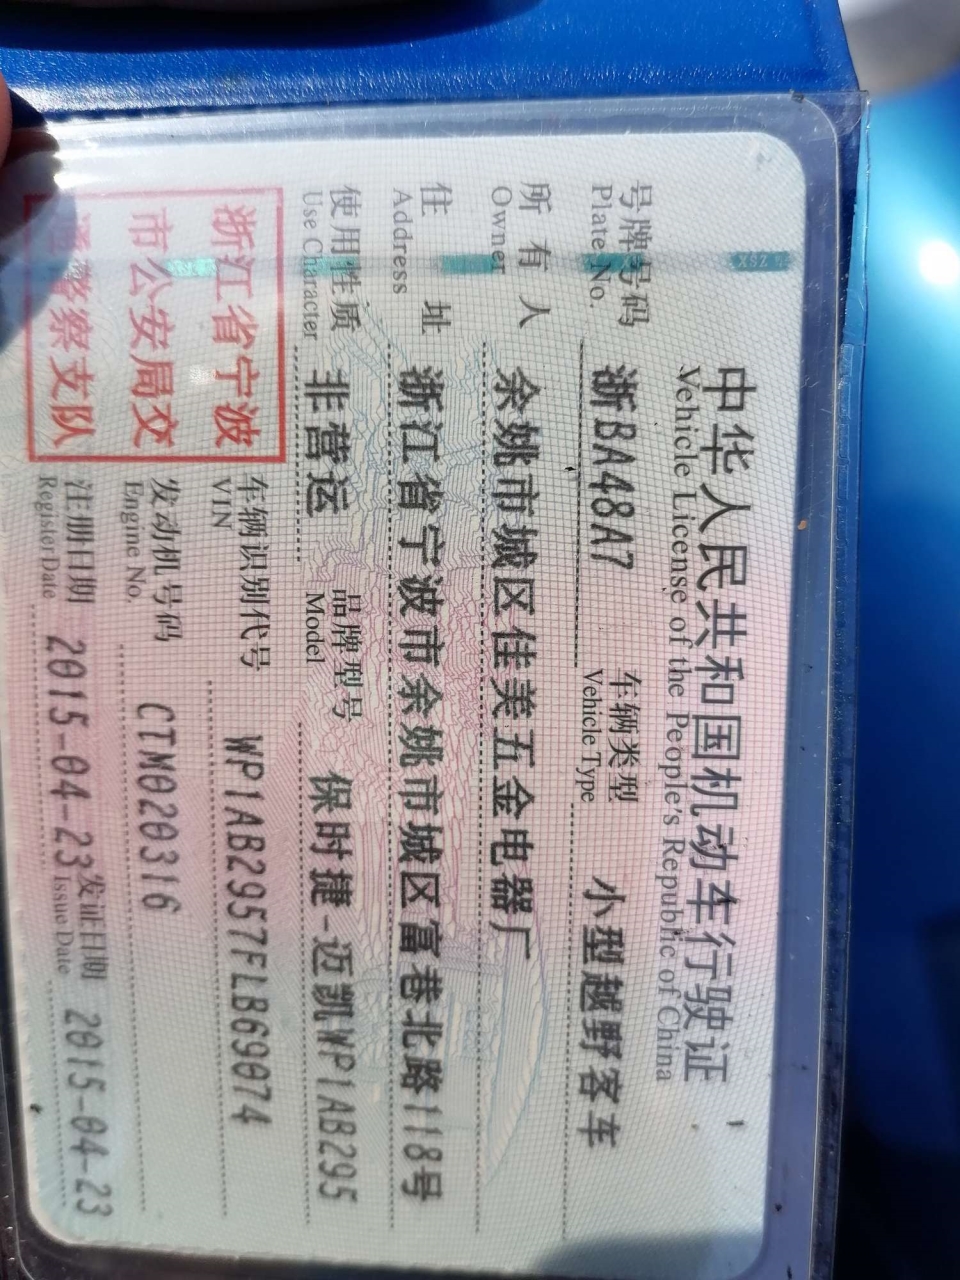 中华人民共和国机动车行驶证
Vehicle License of the People's Republic of China
号牌号码 浙BA48A7 车辆类型 小型越野客车
Plate No. Vehicle Type
所有人 余姚市城区佳美五金电器厂
Owner
住址 浙江省宁波市余姚市城区富巷北路118号
Address
使用性质 非营运 品牌型号 保时捷-迈凯WP1AB295
Use Character Model
浙江省宁波
市公安局交
通警察支队
车辆识别代号 WP1AB2957FLB69074
VIN
发动机号码 CTM020316
Engine No.
注册日期 2015-04-23 发证日期 2015-04-23
Register Date Issue Date
XSZ